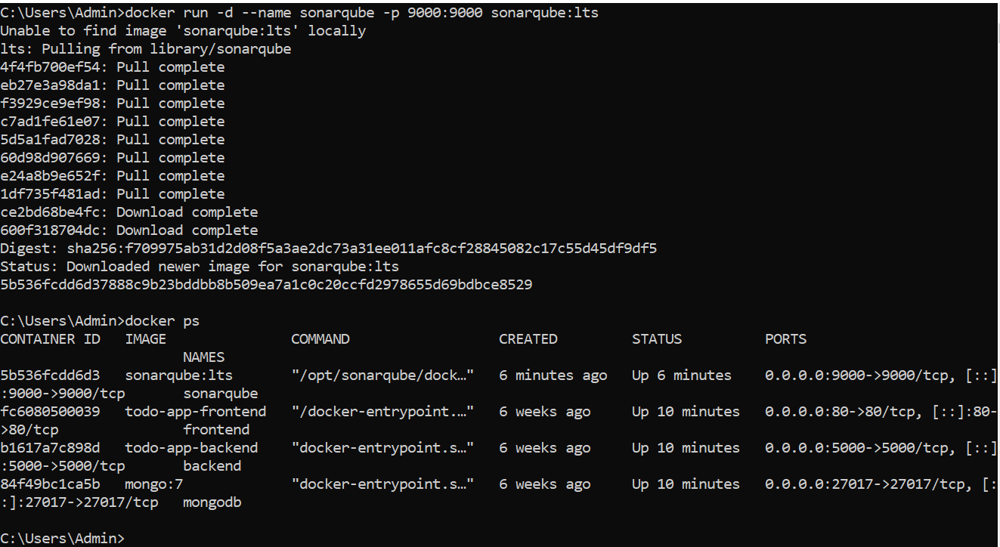 C:\Users\Admin>docker run -d --name sonarqube -p 9000:9000 sonarqube:lts
Unable to find image 'sonarqube:lts' locally
lts: Pulling from library/sonarqube
4f4fb700ef54: Pull complete
eb27e3a98da1: Pull complete
f3929ce9ef98: Pull complete
c7ad1fe61e07: Pull complete
5d5a1fad7028: Pull complete
60d98d907669: Pull complete
e24a8b9e652f: Pull complete
1df735f481ad: Pull complete
ce2bd68be4fc: Download complete
600f318704dc: Download complete
Digest: sha256:f709975ab31d2d08f5a3ae2dc73a31ee011afc8cf28845082c17c55d45df9df5
Status: Downloaded newer image for sonarqube:lts
5b536fcdd6d37888c9b23bddbb8b509ea7a1c0c20ccfd2978655d69bdbce8529
C:\Users\Admin>docker ps
CONTAINER ID   IMAGE               COMMAND                  CREATED         STATUS          PORTS
                      NAMES
5b536fcdd6d3   sonarqube:lts       "/opt/sonarqube/dock…"   6 minutes ago   Up 6 minutes    0.0.0.0:9000->9000/tcp, [::]
:9000->9000/tcp       sonarqube
fc6080500039   todo-app-frontend   "/docker-entrypoint.…"   6 weeks ago     Up 10 minutes   0.0.0.0:80->80/tcp, [::]:80-
>80/tcp               frontend
b1617a7c898d   todo-app-backend    "docker-entrypoint.s…"   6 weeks ago     Up 10 minutes   0.0.0.0:5000->5000/tcp, [::]
:5000->5000/tcp       backend
84f49bc1ca5b   mongo:7             "docker-entrypoint.s…"   6 weeks ago     Up 10 minutes   0.0.0.0:27017->27017/tcp, [:
:]:27017->27017/tcp   mongodb
C:\Users\Admin>